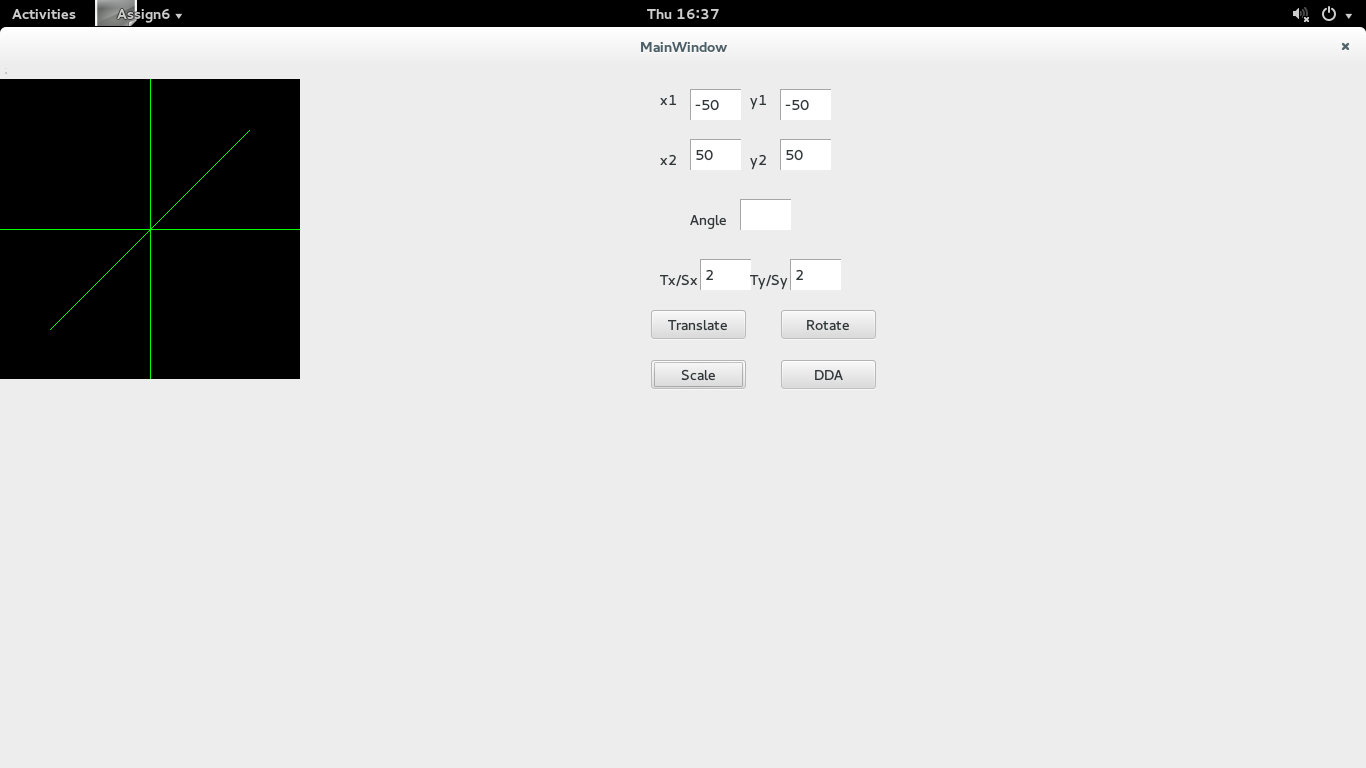 Activities Assign6 Thu 16:37
MainWindow
x1 -50 y1 -50
x2 50 y2 50
Angle
Tx/Sx 2 Ty/Sy 2
Translate Rotate
Scale DDA